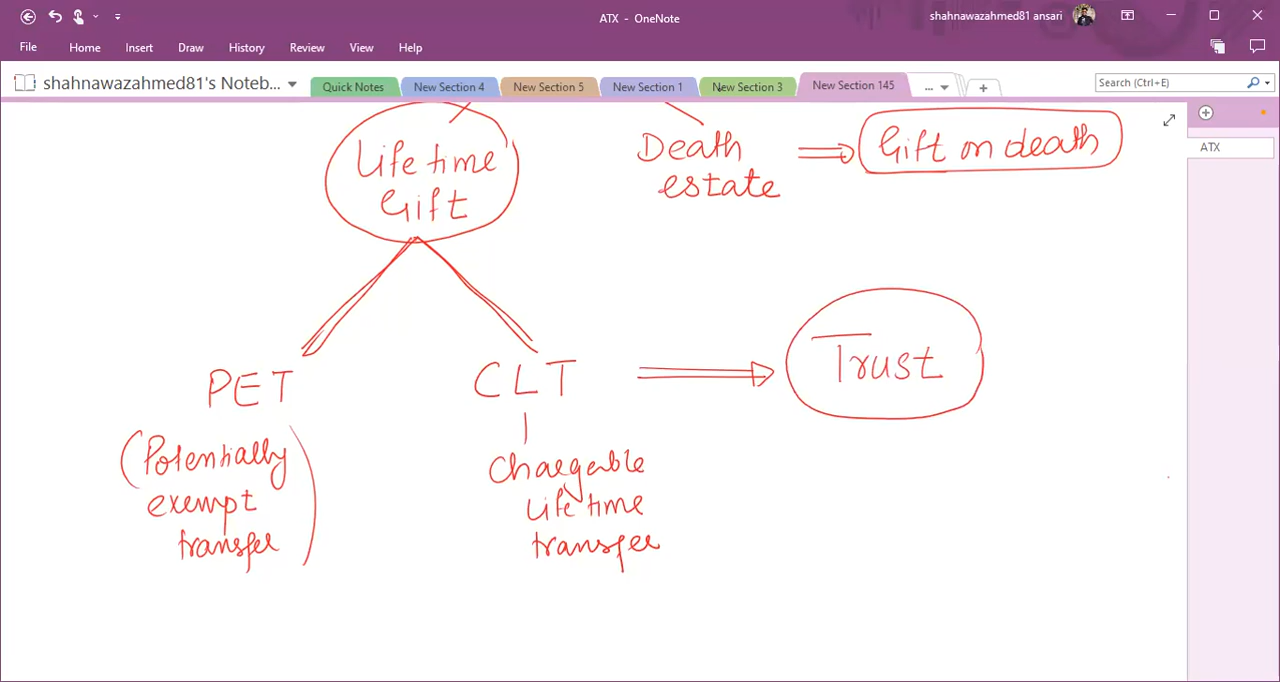 ATX - OneNote
shahnawazahmed81 ansari
File Home Insert Draw History Review View Help
shahnawazahmed81's Noteb...
Quick Notes
New Section 4
New Section 5
New Section 1
New Section 3
New Section 145
...
Search (Ctrl+E)
ATX
Life time
Gift
Death
estate
Gift on death
PET
CLT
Trust
(Potentially
exempt
transfer)
Chargable
Life time
transfer